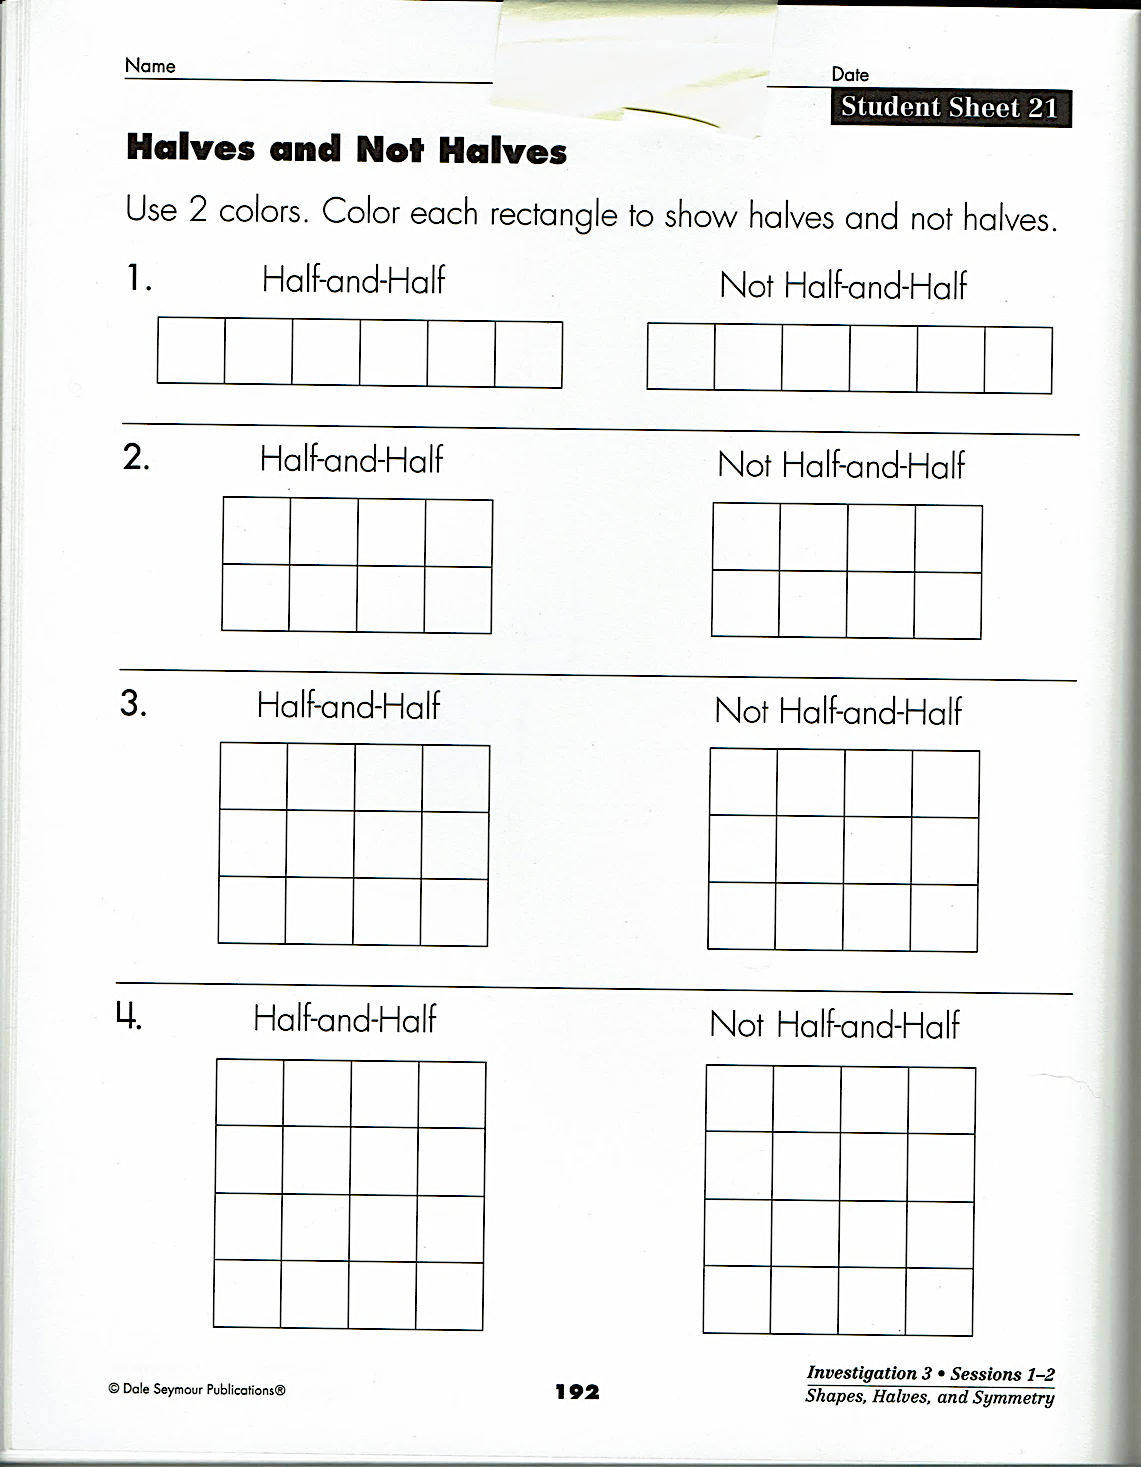 Name
Date
Student Sheet 21
Halves and Not Halves
Use 2 colors. Color each rectangle to show halves and not halves.
1. Half-and-Half Not Half-and-Half
2. Half-and-Half Not Half-and-Half
3. Half-and-Half Not Half-and-Half
4. Half-and-Half Not Half-and-Half
© Dale Seymour Publications®
192
Investigation 3 • Sessions 1–2
Shapes, Halves, and Symmetry